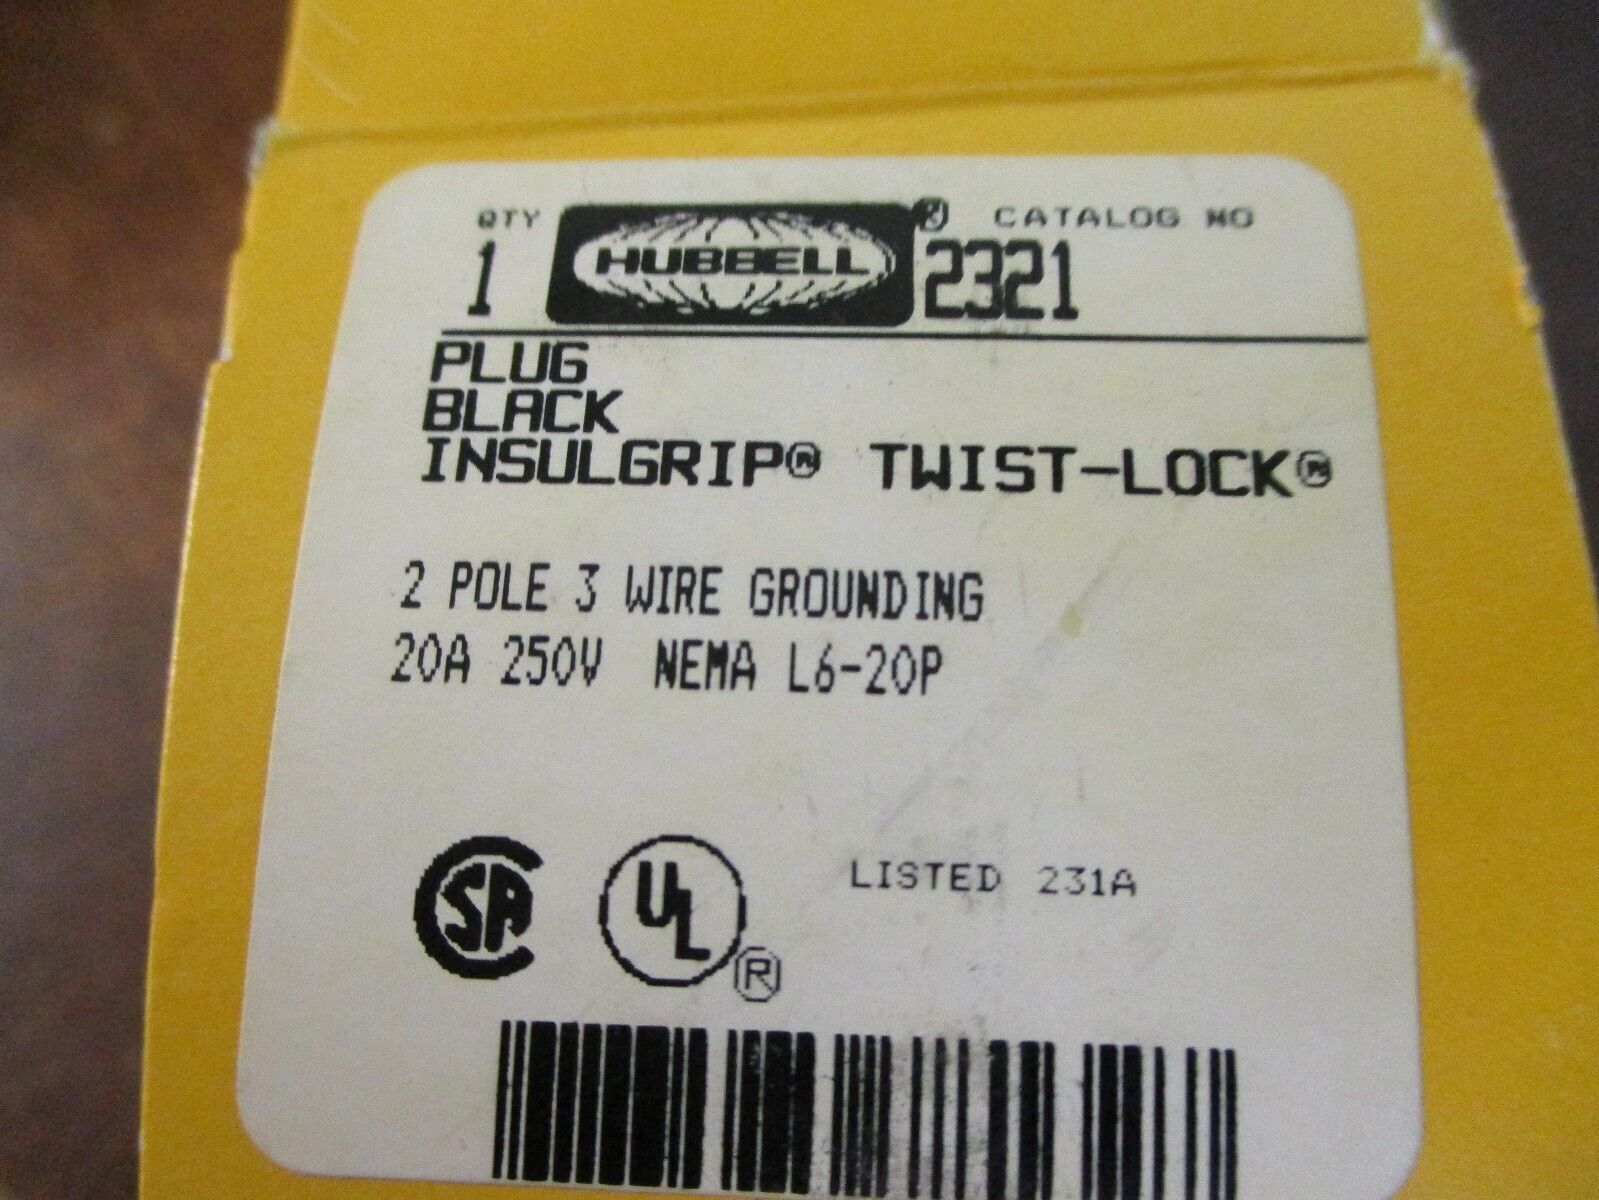 QTY HUBBELL ® CATALOG NO
1 2321
PLUG
BLACK
INSULGRIP® TWIST-LOCK®
2 POLE 3 WIRE GROUNDING
20A 250V NEMA L6-20P
SA UL ® LISTED 231A